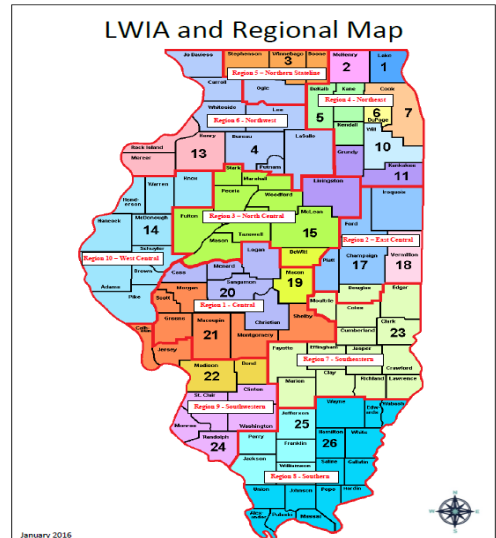 LWIA and Regional Map
Jo Daviess
Stephenson
Winnebago
Boone
McHenry
Lake
3
2
1
Region 5 – Northern Stateline
Carroll
Ogle
DeKalb
Kane
Cook
Region 4 - Northeast
7
Whiteside
Lee
6
DuPage
Region 6 - Northwest
5
Kendall
Will
10
Rock Island
Henry
Bureau
LaSalle
Grundy
13
4
Mercer
Putnam
Kankakee
11
Stark
Marshall
Livingston
Knox
Peoria
Iroquois
Warren
Woodford
Hend-
erson
Region 3 – North Central
McLean
Fulton
Ford
Hancock
McDonough
15
14
Mason
Tazewell
Region 2 – East Central
Schuyler
Logan
DeWitt
Champaign
Vermilion
Region 10 – West Central
Cass
Menard
Piatt
17
18
Brown
20
Macon
Adams
Morgan
Sangamon
19
Douglas
Edgar
Pike
Scott
Region 1 - Central
Moultrie
Coles
Greene
Macoupin
Christian
Shelby
Cumberland
Clark
Cal-
houn
21
Montgomery
23
Jersey
Fayette
Effingham
Jasper
Madison
Bond
Region 7 - Southeastern
Crawford
22
Clay
Clinton
Marion
Richland
Lawrence
St. Clair
Region 9 - Southwestern
Wayne
Wabash
Washington
Jefferson
Edw
ards
Monroe
25
Randolph
Perry
Hamilton
White
24
Franklin
26
Jackson
Saline
Gallatin
Williamson
Region 8 - Southern
Union
Johnson
Pope
Hardin
Alex-
ander
Pulaski
Massac
January 2016